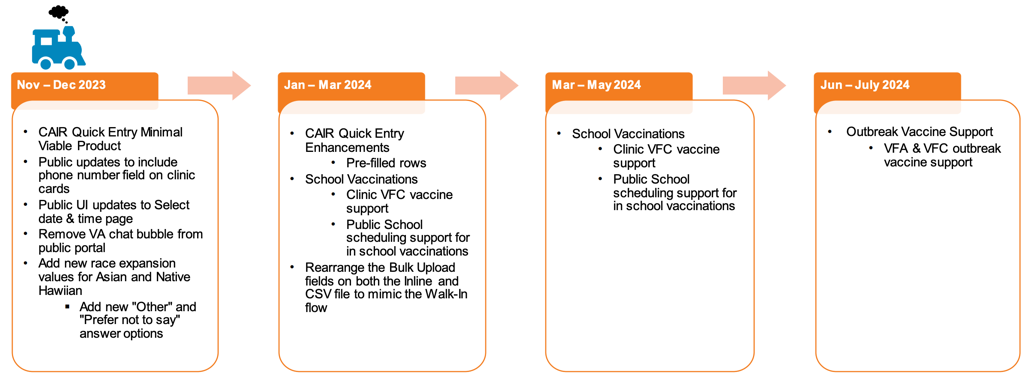 Nov – Dec 2023
• CAIR Quick Entry Minimal
Viable Product
• Public updates to include
phone number field on clinic
cards
• Public UI updates to Select
date & time page
• Remove VA chat bubble from
public portal
• Add new race expansion
values for Asian and Native
Hawiian
▪ Add new "Other" and
"Prefer not to say"
answer options
Jan – Mar 2024
• CAIR Quick Entry
Enhancements
• Pre-filled rows
• School Vaccinations
• Clinic VFC vaccine
support
• Public School
scheduling support for
in school vaccinations
• Rearrange the Bulk Upload
fields on both the Inline and
CSV file to mimic the Walk-In
flow
Mar – May 2024
• School Vaccinations
• Clinic VFC vaccine
support
• Public School
scheduling support for
in school vaccinations
Jun – July 2024
• Outbreak Vaccine Support
• VFA & VFC outbreak
vaccine support